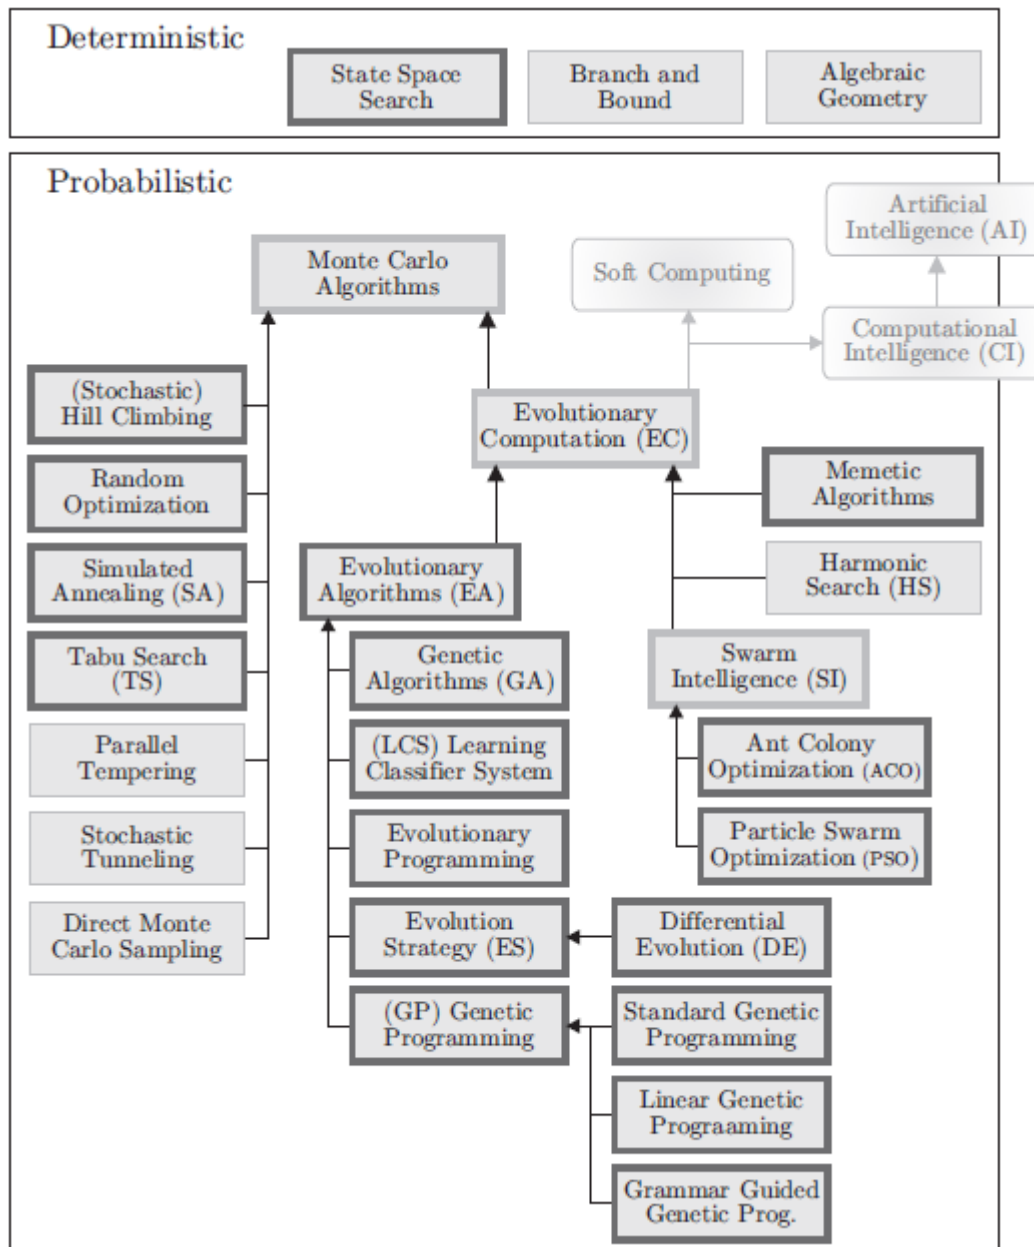 Deterministic
State Space
Search
Branch and
Bound
Algebraic
Geometry
Probabilistic
Artificial
Intelligence (AI)
Monte Carlo
Algorithms
Soft Computing
Computational
Intelligence (CI)
(Stochastic)
Hill Climbing
Evolutionary
Computation (EC)
Random
Optimization
Memetic
Algorithms
Simulated
Annealing (SA)
Evolutionary
Algorithms (EA)
Harmonic
Search (HS)
Tabu Search
(TS)
Genetic
Algorithms (GA)
Swarm
Intelligence (SI)
Parallel
Tempering
(LCS) Learning
Classifier System
Ant Colony
Optimization (ACO)
Stochastic
Tunneling
Evolutionary
Programming
Particle Swarm
Optimization (PSO)
Direct Monte
Carlo Sampling
Evolution
Strategy (ES)
Differential
Evolution (DE)
(GP) Genetic
Programming
Standard Genetic
Programming
Linear Genetic
Prograaming
Grammar Guided
Genetic Prog.